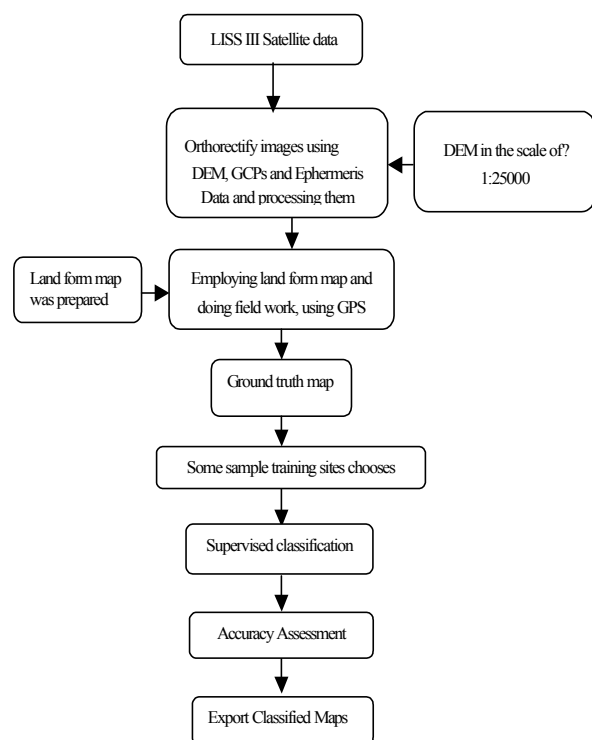 LISS III Satellite data
Orthorectify images using
DEM, GCPs and Ephermeris
Data and processing them
DEM in the scale of?
1:25000
Land form map
was prepared
Employing land form map and
doing field work, using GPS
Ground truth map
Some sample training sites chooses
Supervised classification
Accuracy Assessment
Export Classified Maps